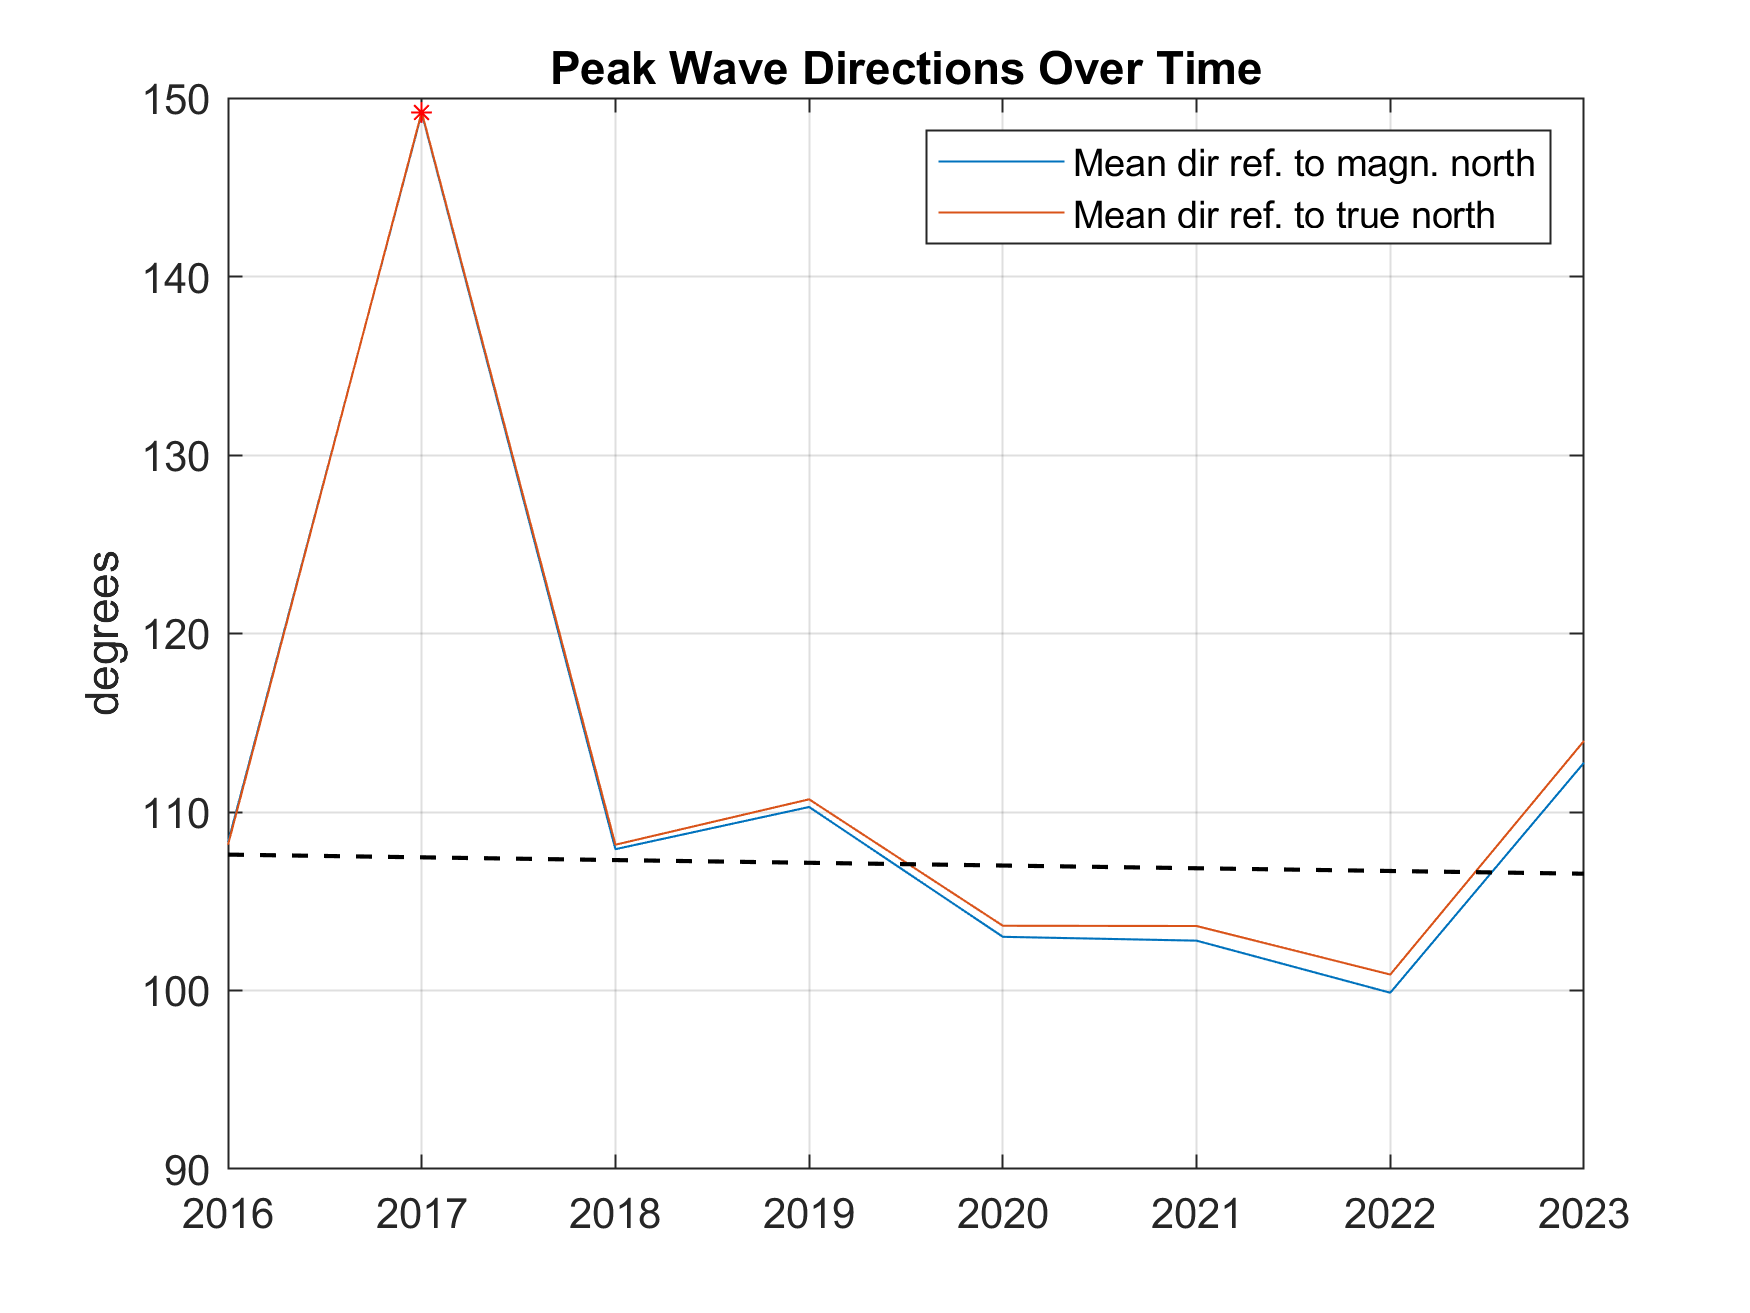 Peak Wave Directions Over Time
150
140
130
120
110
100
90
degrees
Mean dir ref. to magn. north
Mean dir ref. to true north
2016 2017 2018 2019 2020 2021 2022 2023